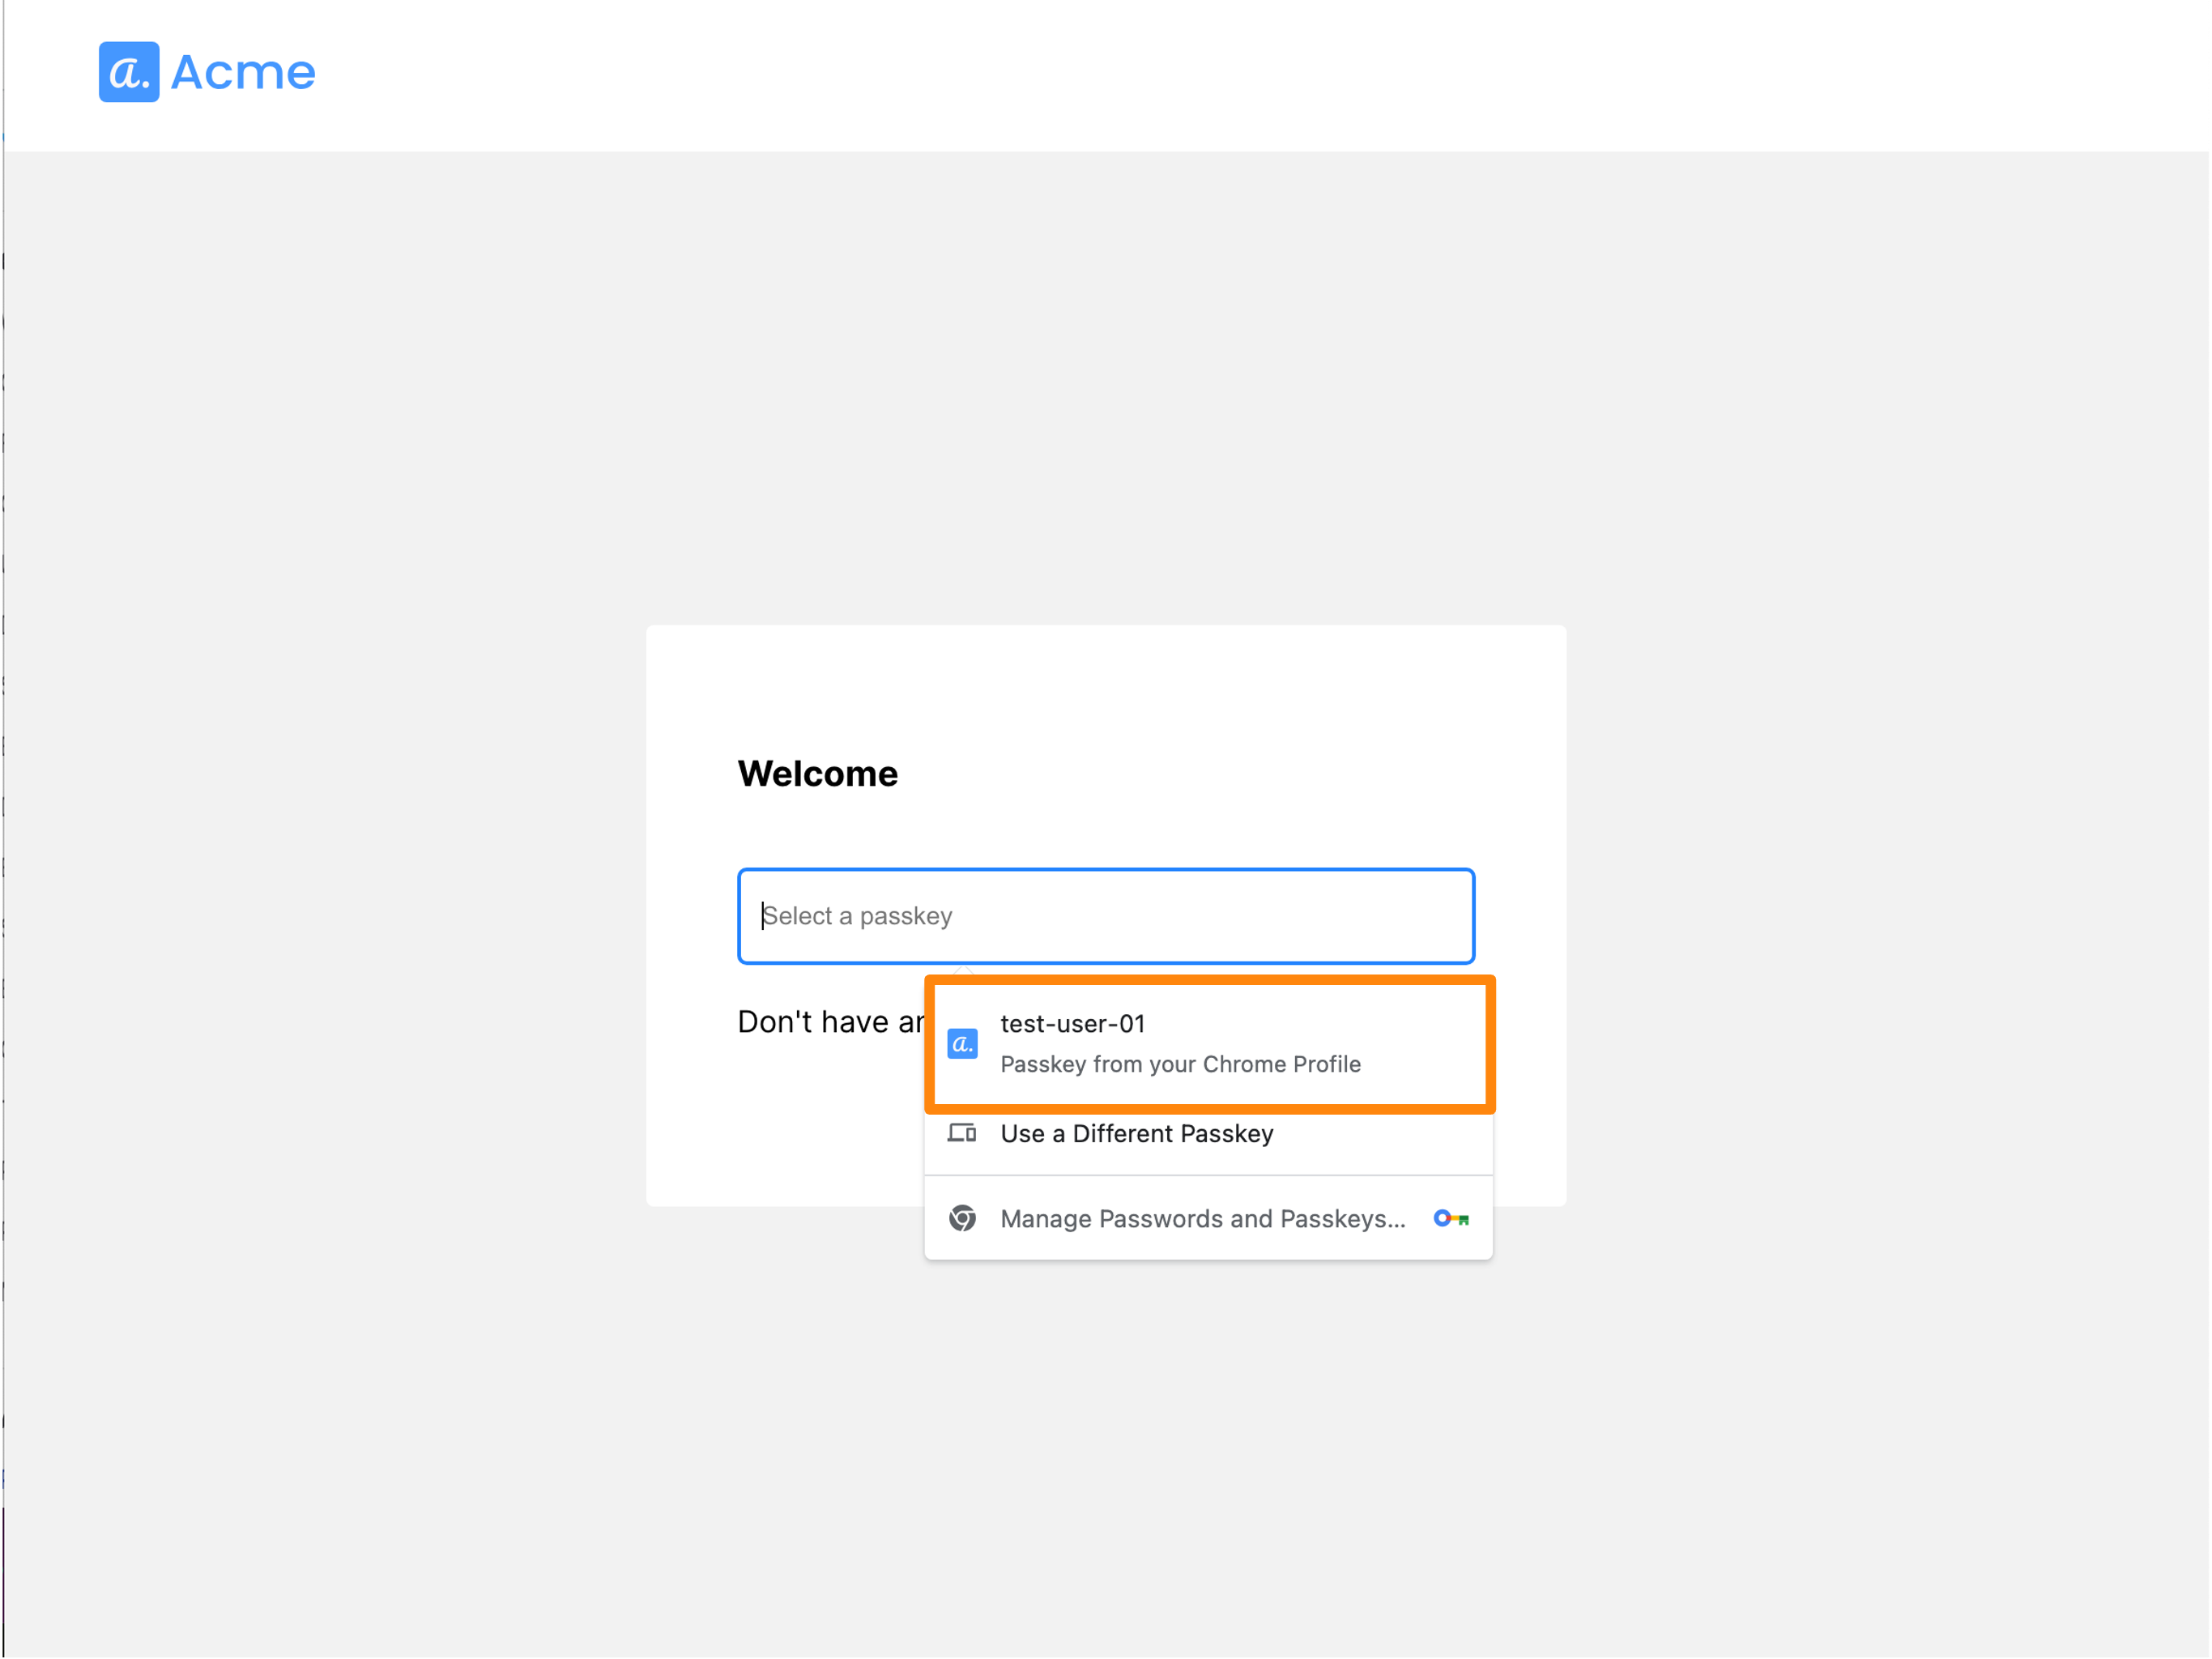 a. Acme
Welcome
Select a passkey
Don't have
a. test-user-01
Passkey from your Chrome Profile
Use a Different Passkey
Manage Passwords and Passkeys...